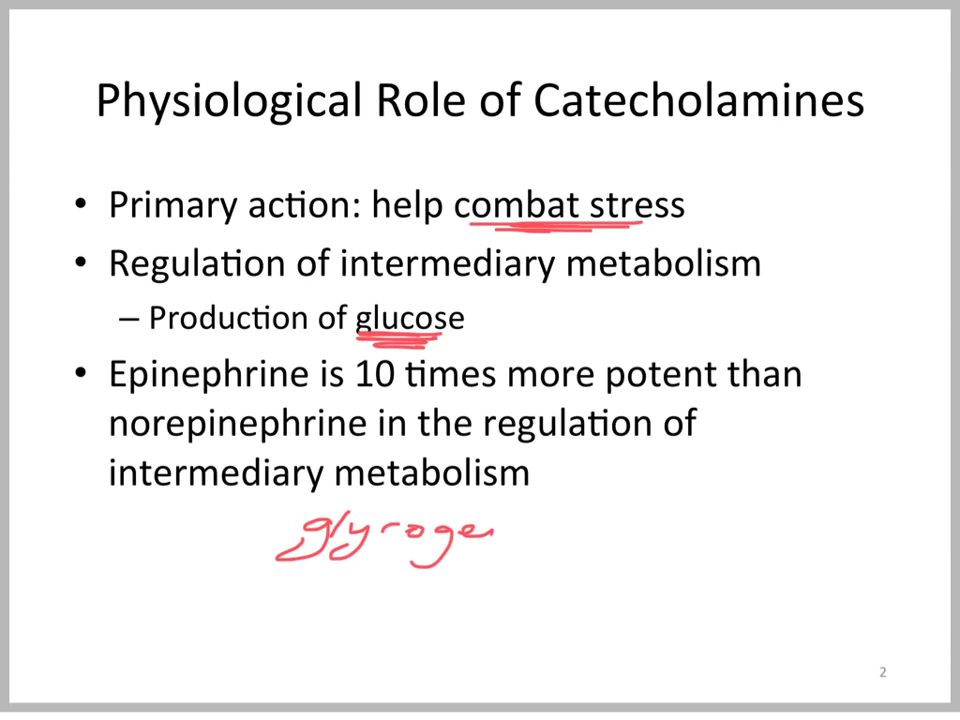 Physiological Role of Catecholamines
• Primary action: help combat stress
• Regulation of intermediary metabolism
– Production of glucose
• Epinephrine is 10 times more potent than
norepinephrine in the regulation of
intermediary metabolism
glyrogen
2